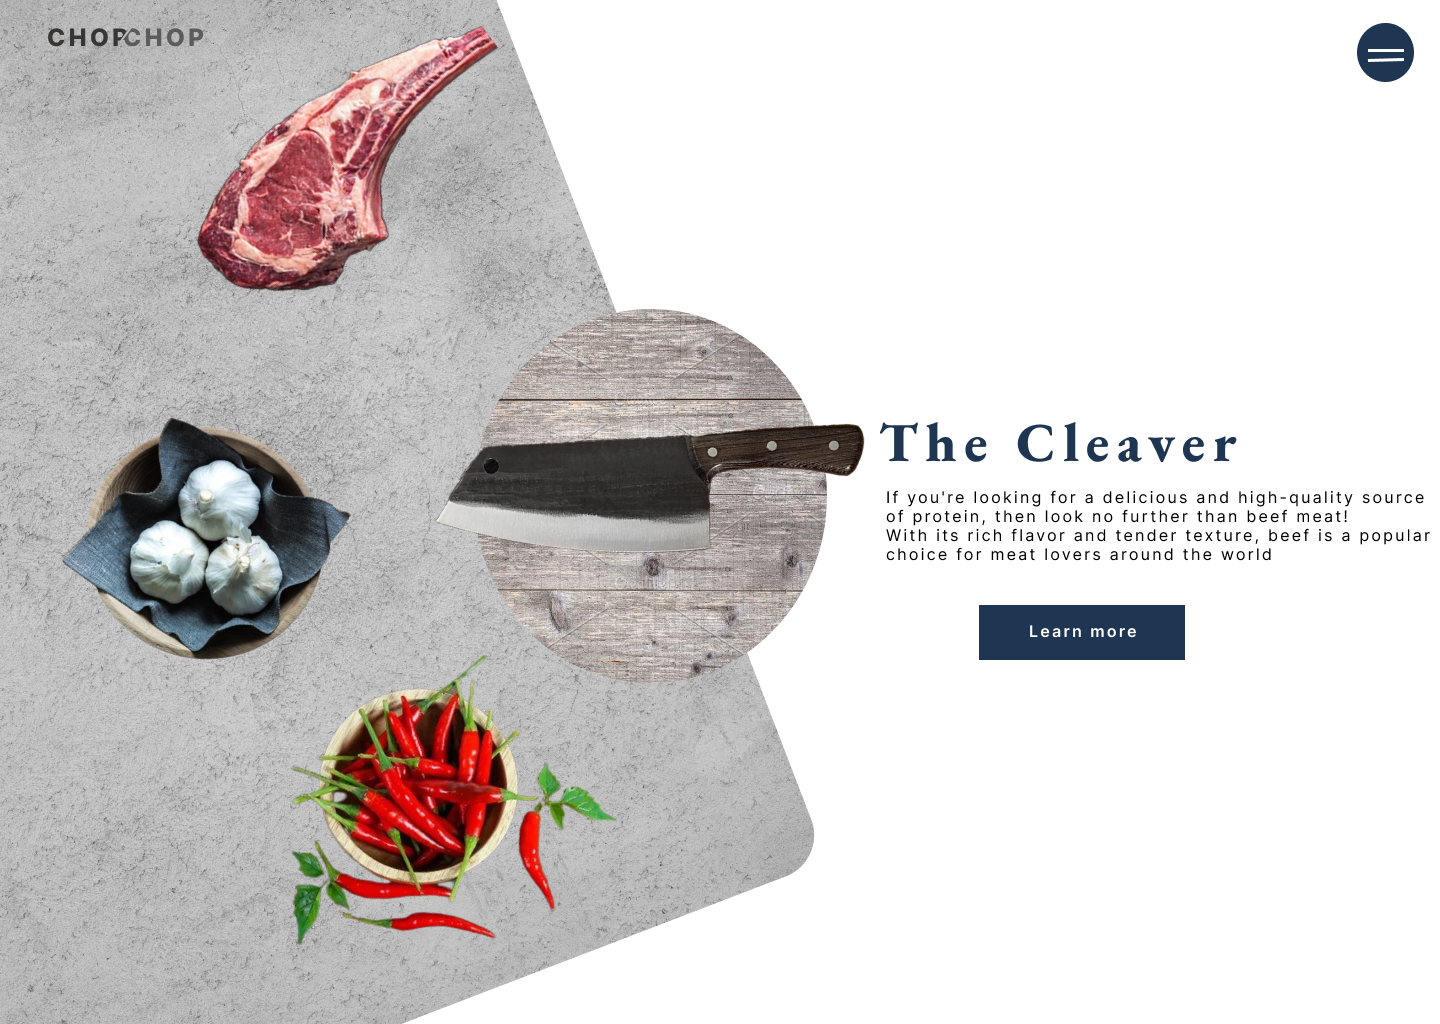 CHOPCHOP
The Cleaver
If you're looking for a delicious and high-quality source
of protein, then look no further than beef meat!
With its rich flavor and tender texture, beef is a popular
choice for meat lovers around the world
Learn more